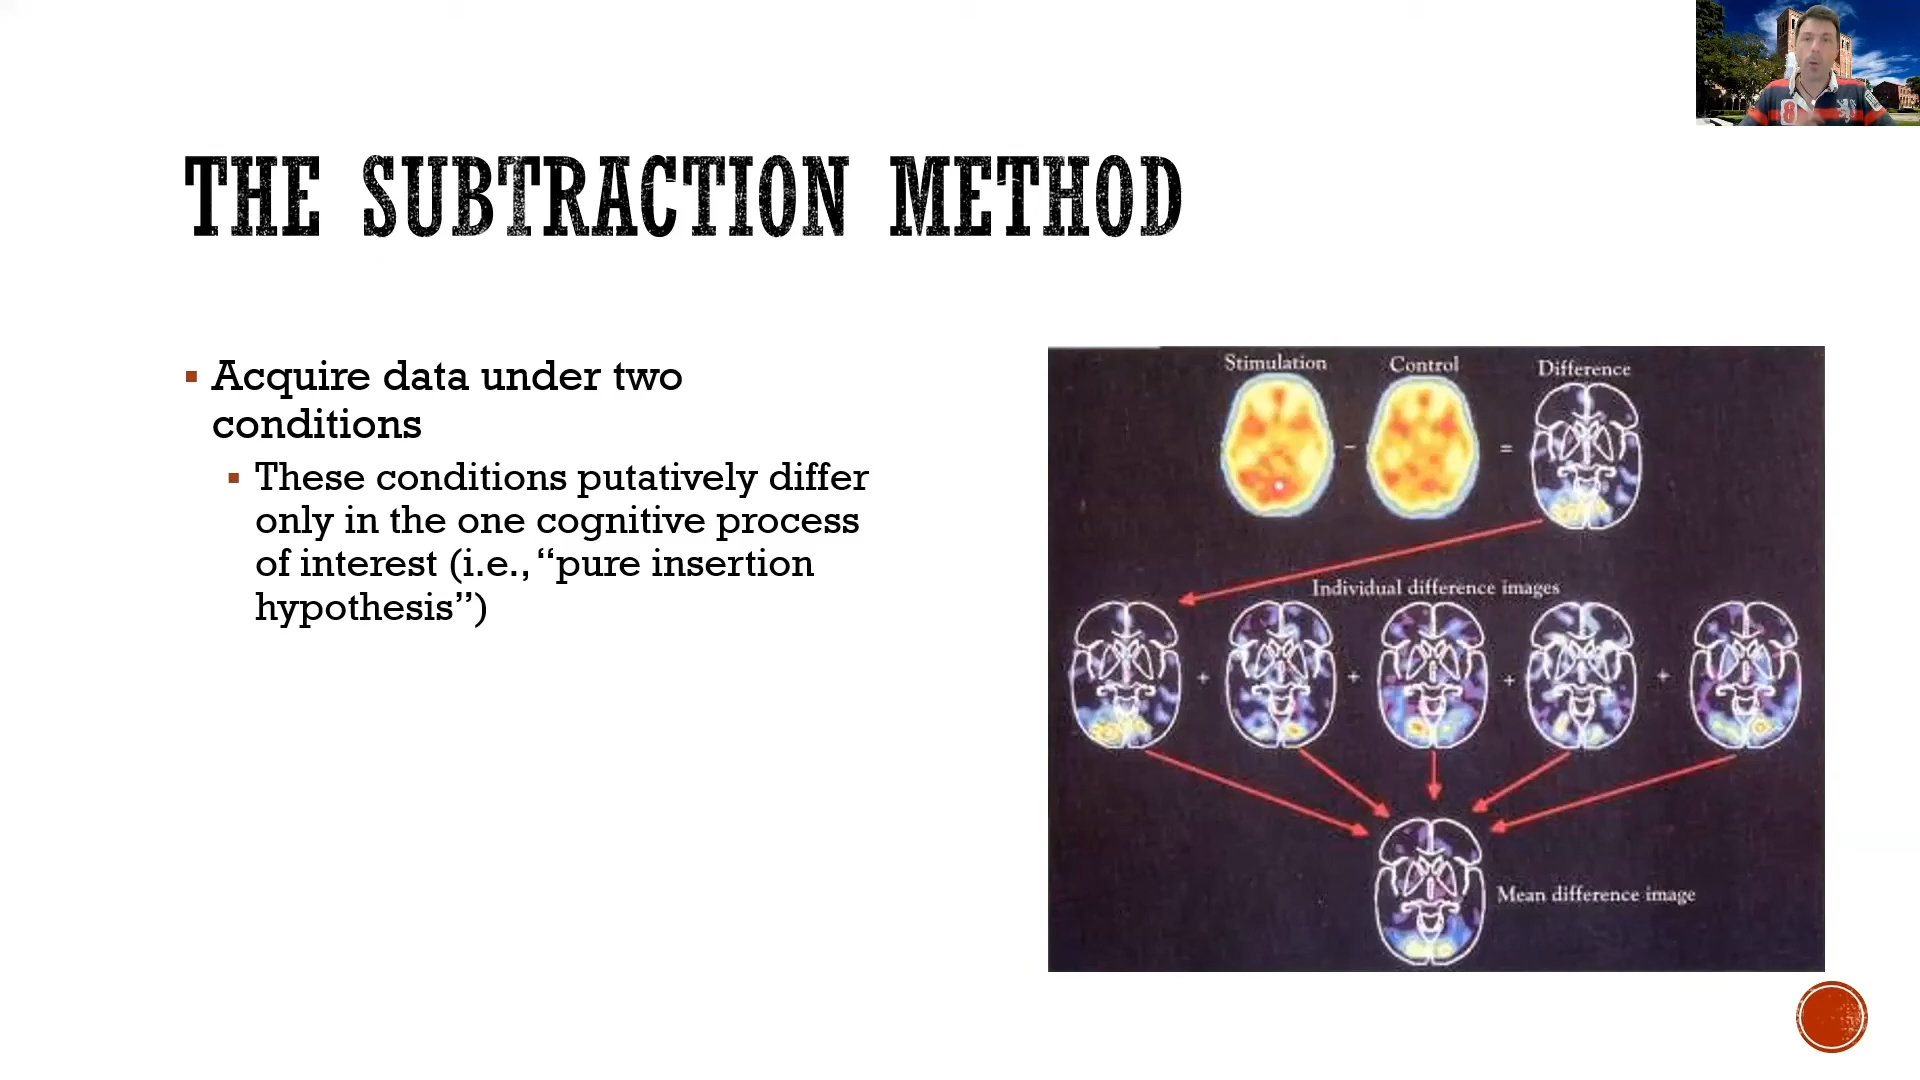 THE SUBTRACTION METHOD
▪ Acquire data under two
conditions
▪ These conditions putatively differ
only in the one cognitive process
of interest (i.e., “pure insertion
hypothesis”)
Stimulation Control Difference
- =
Individual difference images
+ + + +
Mean difference image
8